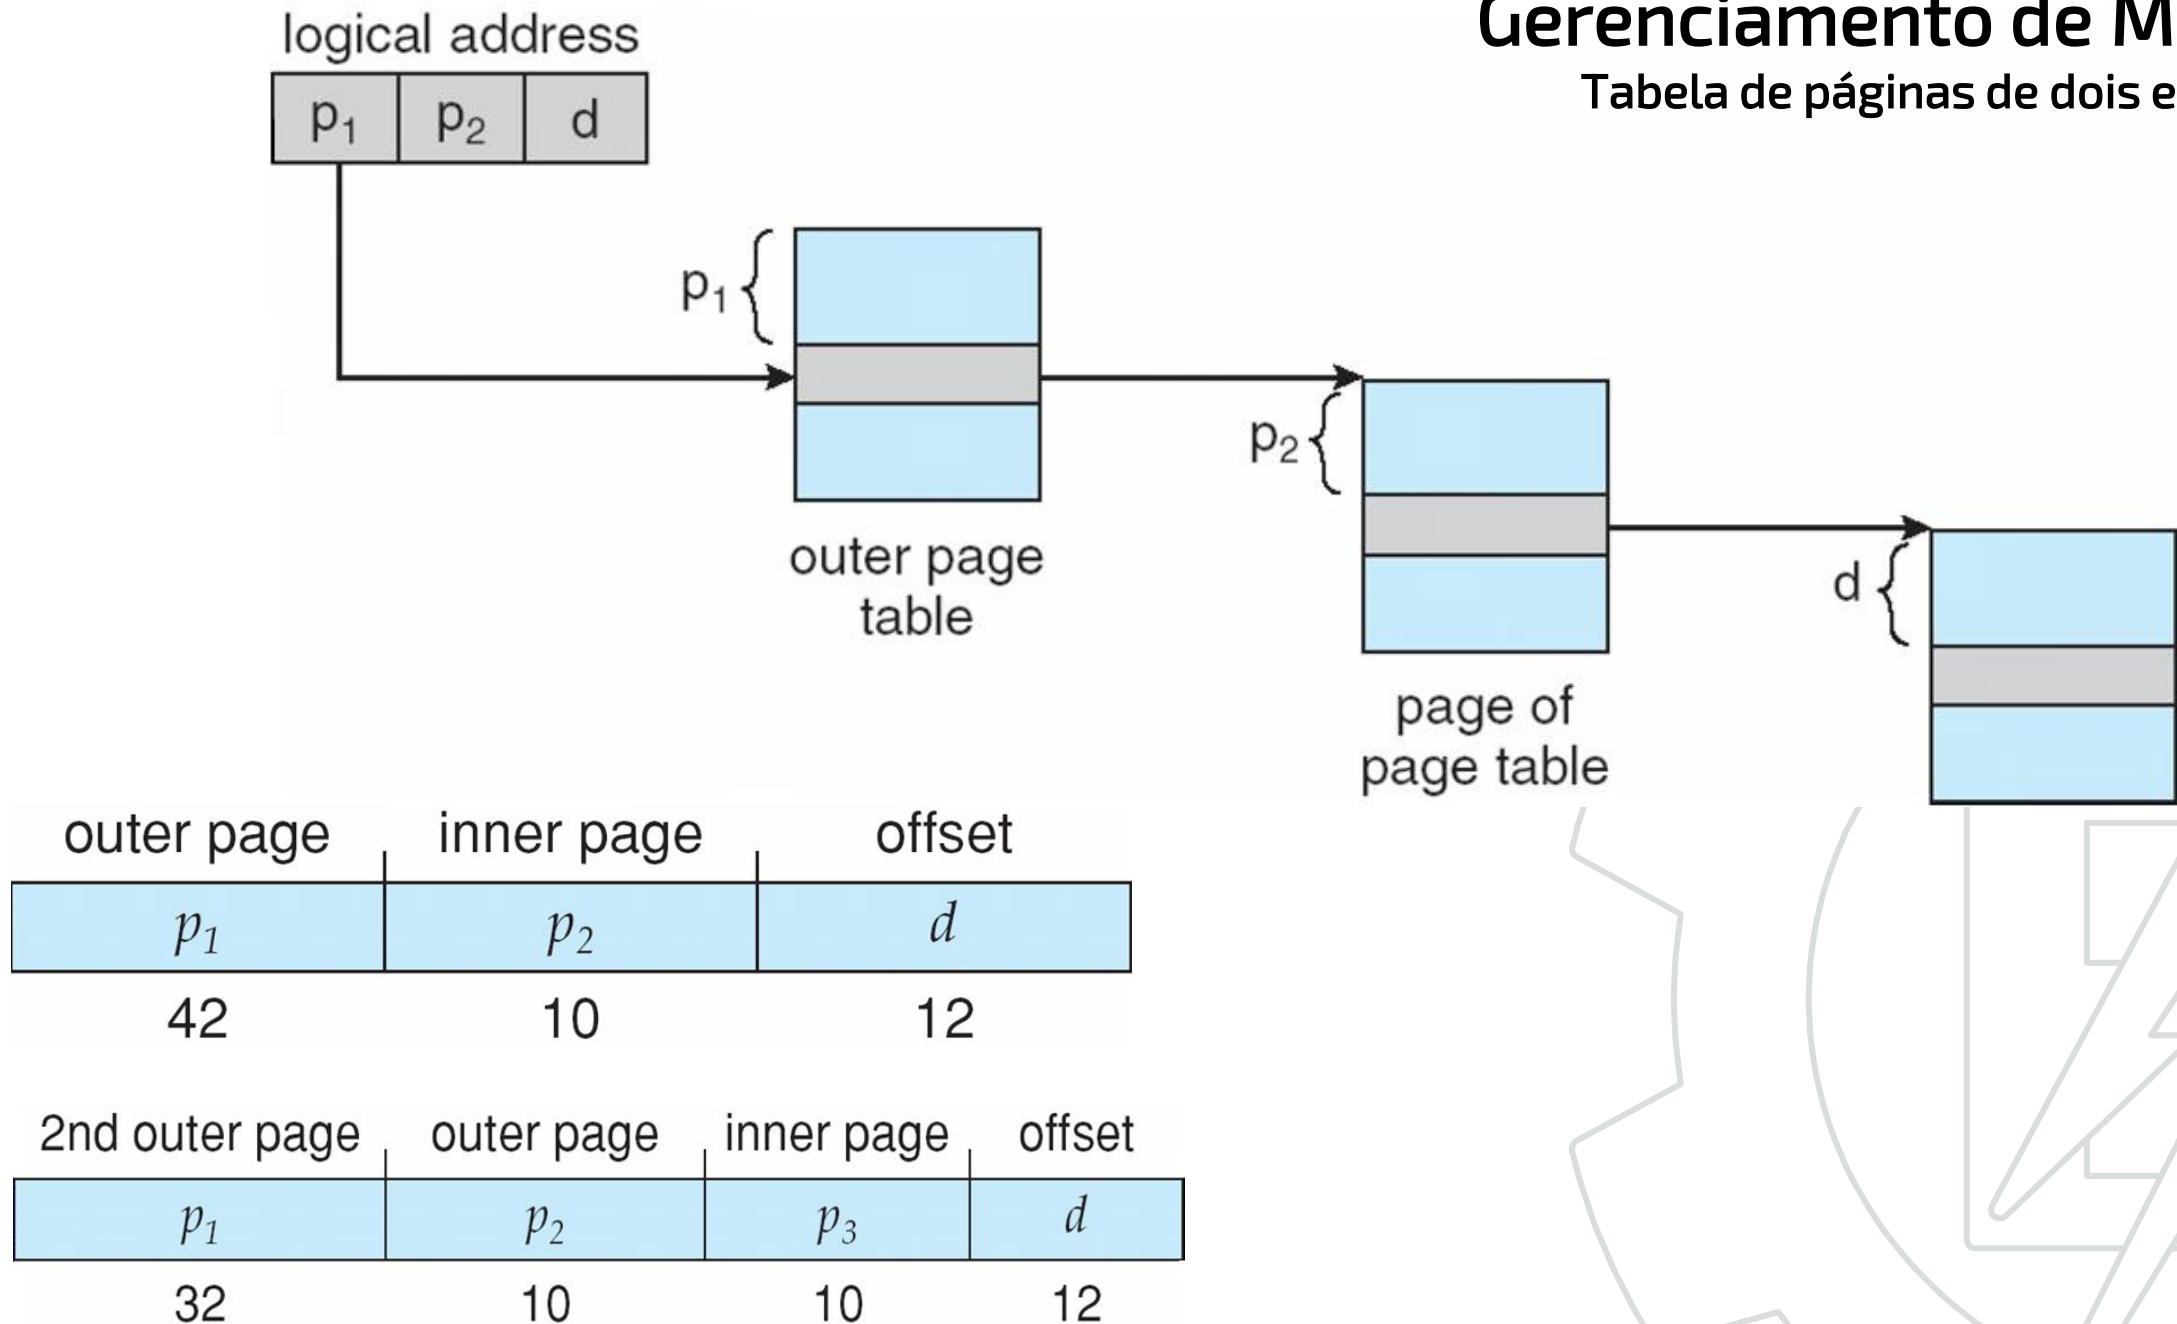 logical address
p₁ p₂ d
Gerenciamento de M
Tabela de páginas de dois e
p₁
outer page
table
p₂
page of
page table
d
outer page inner page offset
p₁ p₂ d
42 10 12
2nd outer page outer page inner page offset
p₁ p₂ p₃ d
32 10 10 12